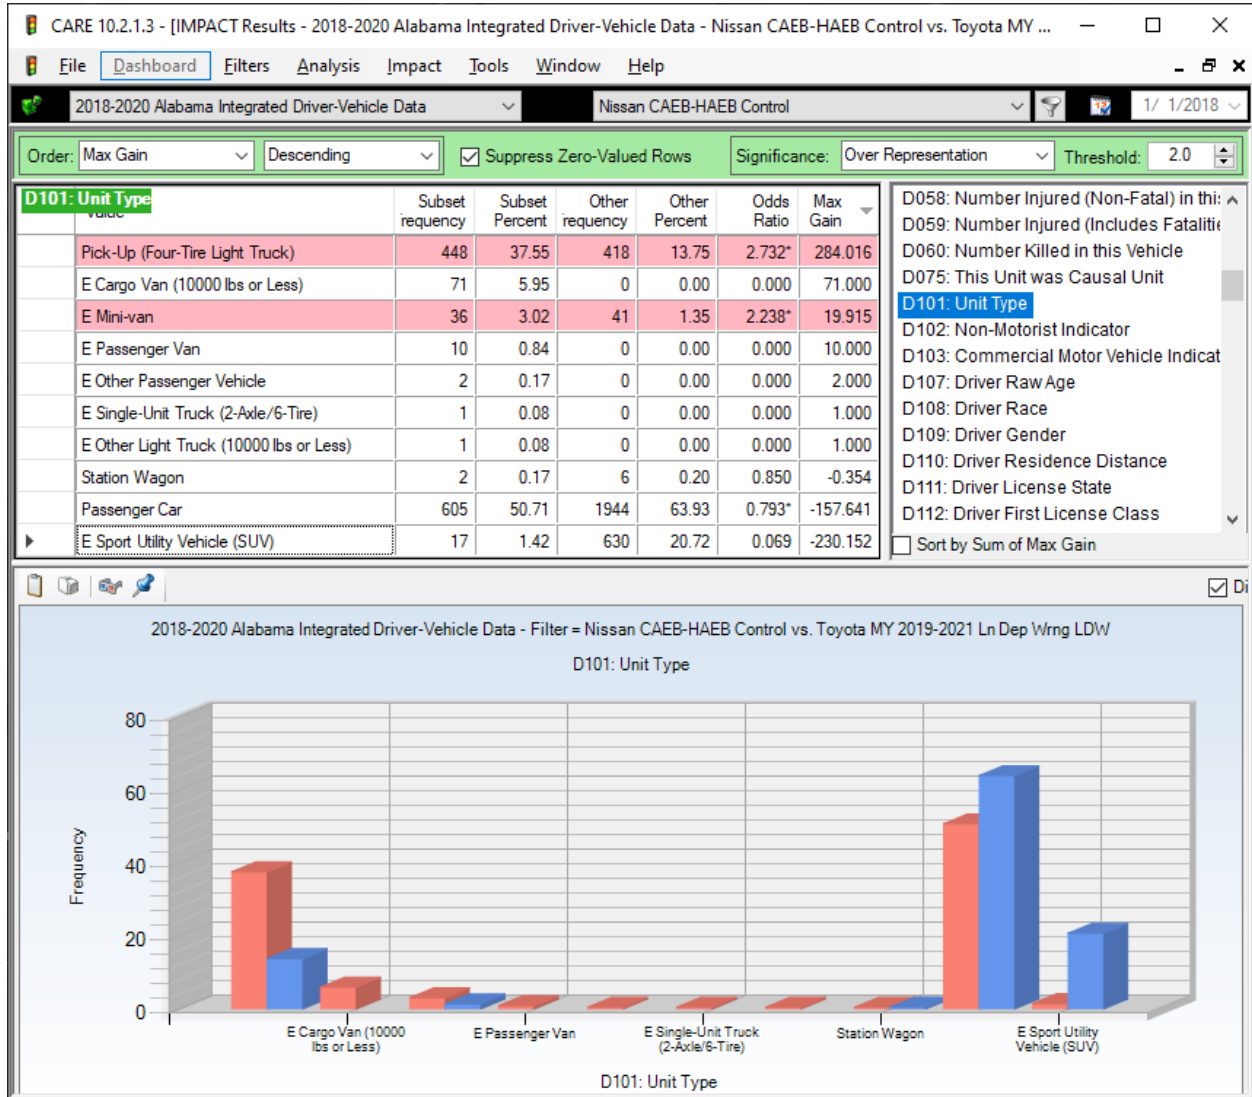 CARE 10.2.1.3 - [IMPACT Results - 2018-2020 Alabama Integrated Driver-Vehicle Data - Nissan CAEB-HAEB Control vs. Toyota MY ...
File Dashboard Filters Analysis Impact Tools Window Help
2018-2020 Alabama Integrated Driver-Vehicle Data Nissan CAEB-HAEB Control 1/ 1/2018
Order: Max Gain Descending Suppress Zero-Valued Rows Significance: Over Representation Threshold: 2.0
D101: Unit Type
Subset Frequency Subset Percent Other Frequency Other Percent Odds Ratio Max Gain
Pick-Up (Four-Tire Light Truck) 448 37.55 418 13.75 2.732* 284.016
E Cargo Van (10000 lbs or Less) 71 5.95 0 0.00 0.000 71.000
E Mini-van 36 3.02 41 1.35 2.238* 19.915
E Passenger Van 10 0.84 0 0.00 0.000 10.000
E Other Passenger Vehicle 2 0.17 0 0.00 0.000 2.000
E Single-Unit Truck (2-Axle/6-Tire) 1 0.08 0 0.00 0.000 1.000
E Other Light Truck (10000 lbs or Less) 1 0.08 0 0.00 0.000 1.000
Station Wagon 2 0.17 6 0.20 0.850 -0.354
Passenger Car 605 50.71 1944 63.93 0.793* -157.641
E Sport Utility Vehicle (SUV) 17 1.42 630 20.72 0.069 -230.152
D058: Number Injured (Non-Fatal) in this
D059: Number Injured (Includes Fatalitie
D060: Number Killed in this Vehicle
D075: This Unit was Causal Unit
D101: Unit Type
D102: Non-Motorist Indicator
D103: Commercial Motor Vehicle Indicat
D107: Driver Raw Age
D108: Driver Race
D109: Driver Gender
D110: Driver Residence Distance
D111: Driver License State
D112: Driver First License Class
Sort by Sum of Max Gain
Di
2018-2020 Alabama Integrated Driver-Vehicle Data - Filter = Nissan CAEB-HAEB Control vs. Toyota MY 2019-2021 Ln Dep Wrng LDW
D101: Unit Type
80
60
40
20
0
Frequency
E Cargo Van (10000 lbs or Less)
E Passenger Van
E Single-Unit Truck (2-Axle/6-Tire)
Station Wagon
E Sport Utility Vehicle (SUV)
D101: Unit Type